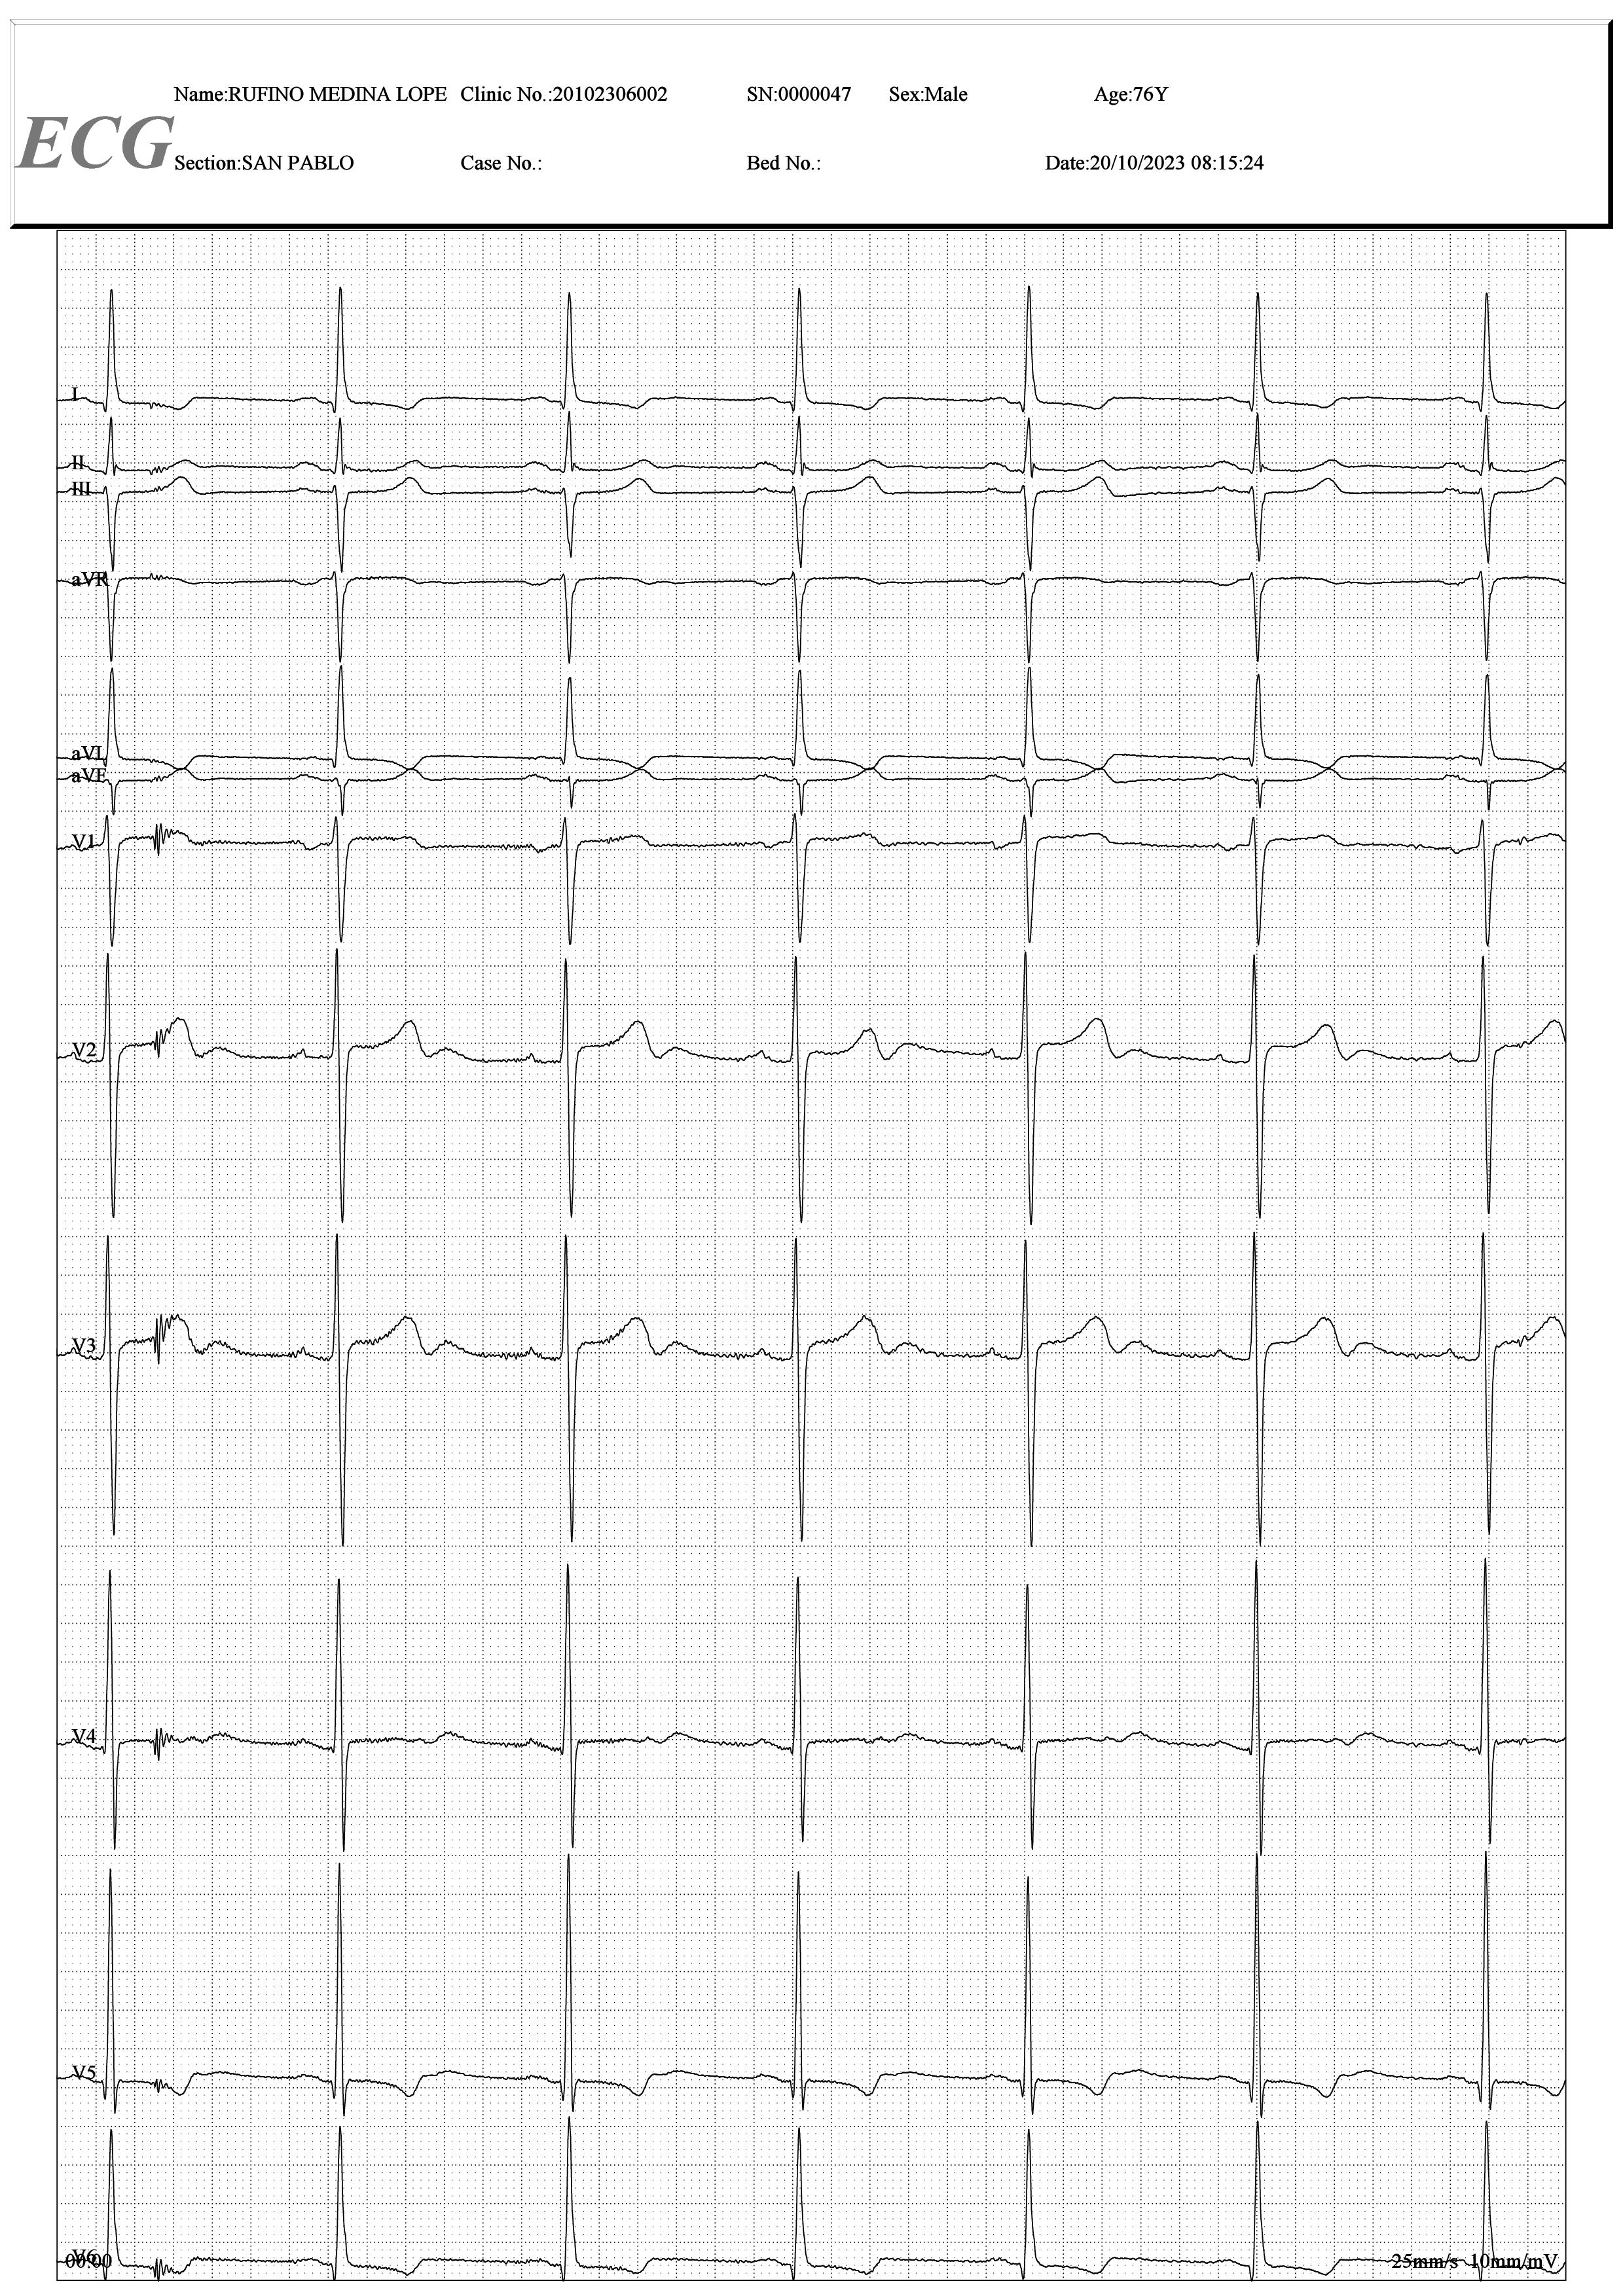 Name:RUFINO MEDINA LOPE Clinic No.:20102306002 SN:0000047 Sex:Male Age:76Y
ECG
Section:SAN PABLO Case No.: Bed No.: Date:20/10/2023 08:15:24
I
II
III
aVR
aVL
aVF
V1
V2
V3
V4
V5
V6
00:00 25mm/s 10mm/mV